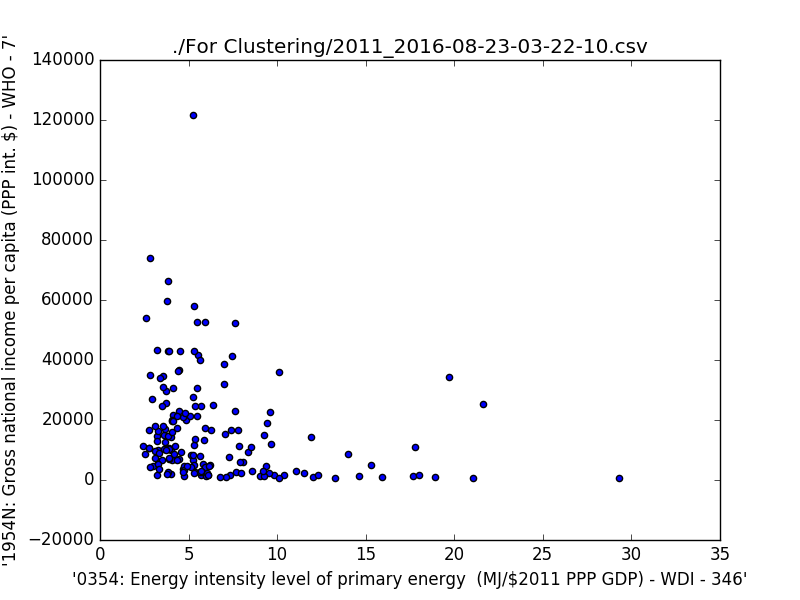 ./For Clustering/2011_2016-08-23-03-22-10.csv
'1954N: Gross national income per capita (PPP int. $) - WHO - 7'
140000
120000
100000
80000
60000
40000
20000
0
−20000
0 5 10 15 20 25 30 35
'0354: Energy intensity level of primary energy  (MJ/$2011 PPP GDP) - WDI - 346'